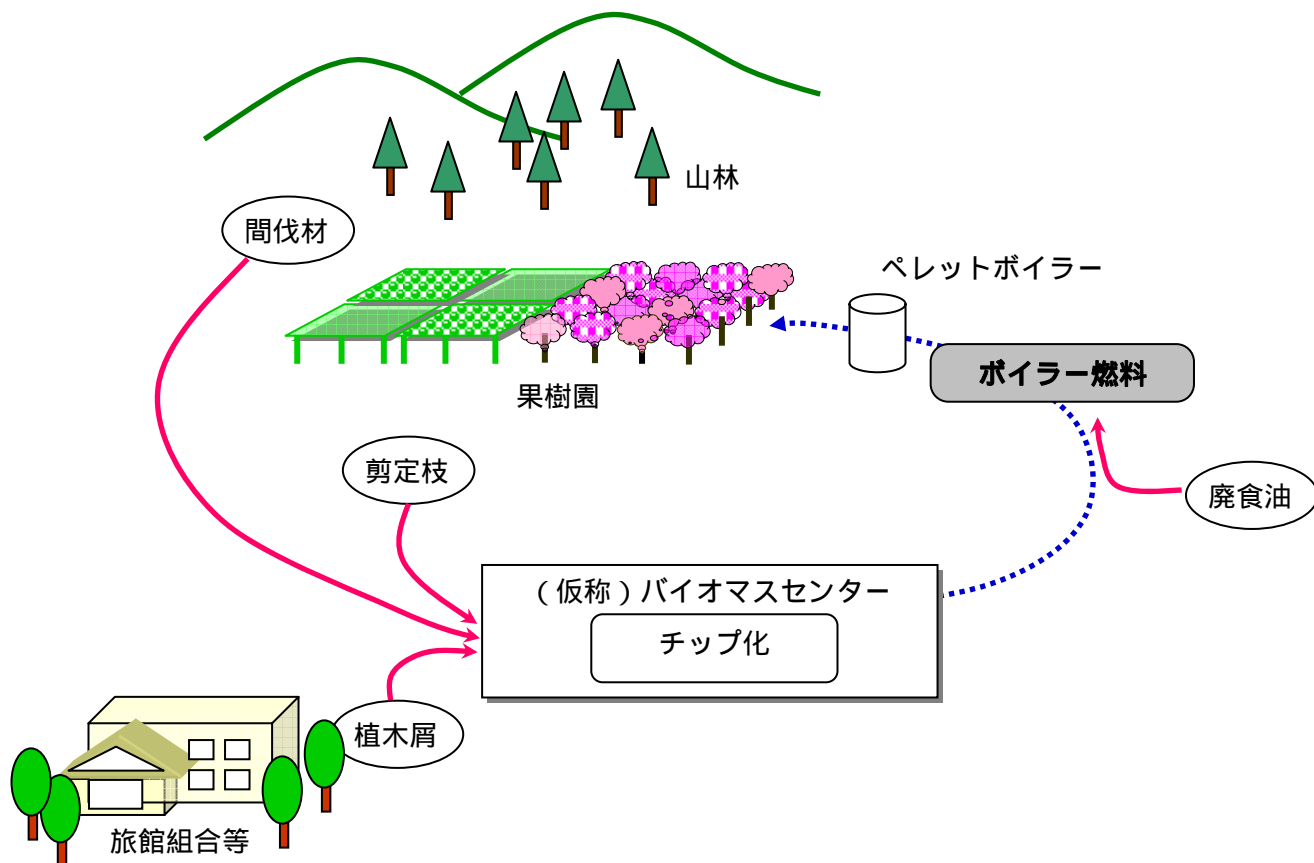 山林
間伐材
ペレットボイラー
ボイラー燃料
果樹園
剪定枝
廃食油
（仮称）バイオマスセンター
チップ化
植木屑
旅館組合等